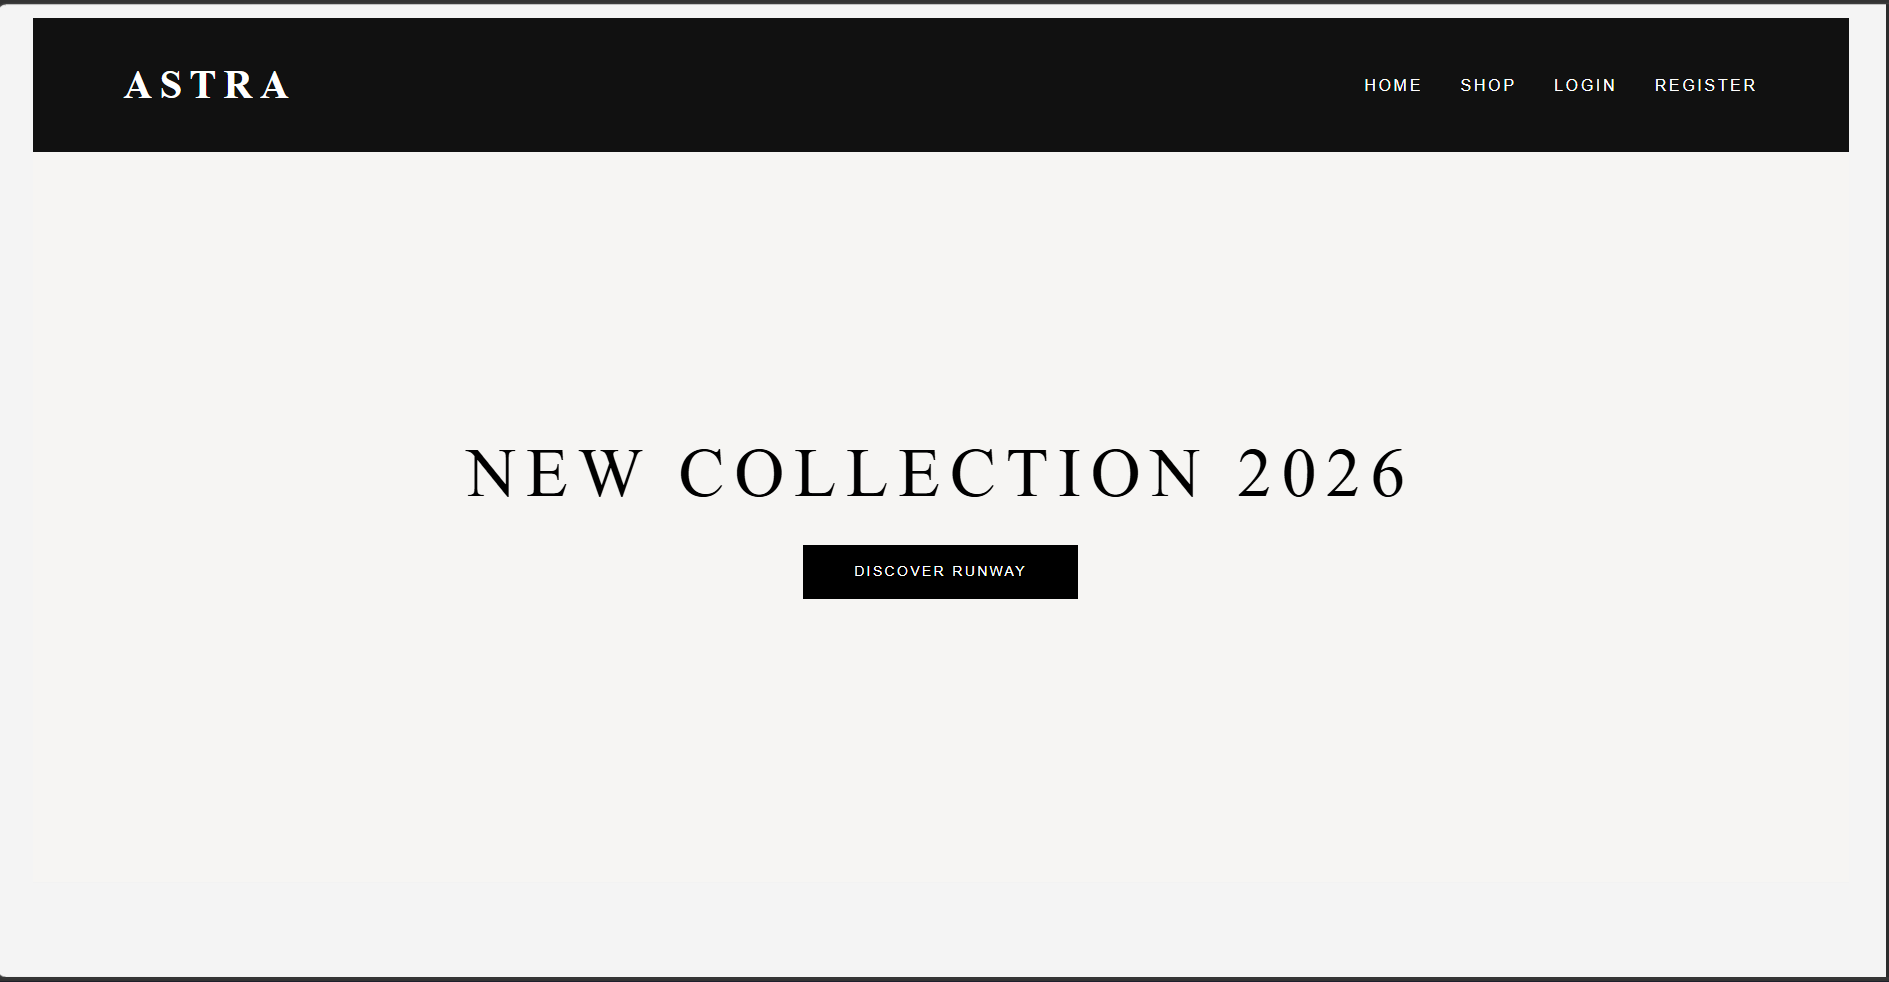 ASTRA
HOME SHOP LOGIN REGISTER
NEW COLLECTION 2026
DISCOVER RUNWAY